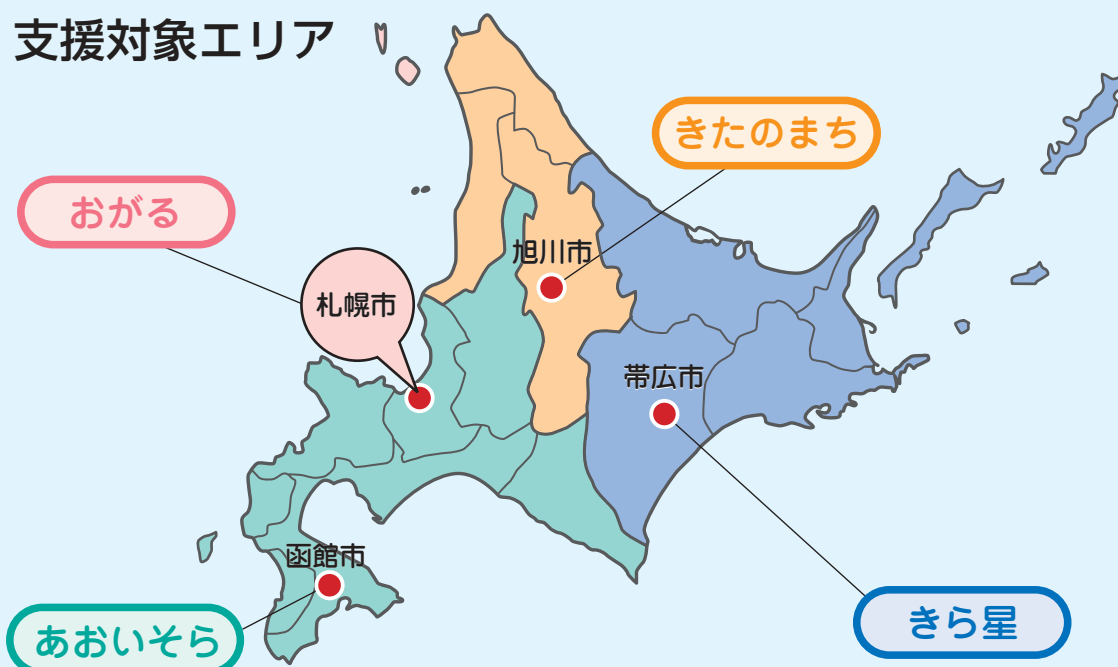 支援対象エリア
きたのまち
おがる
旭川市
札幌市
帯広市
函館市
きら星
あおいそら